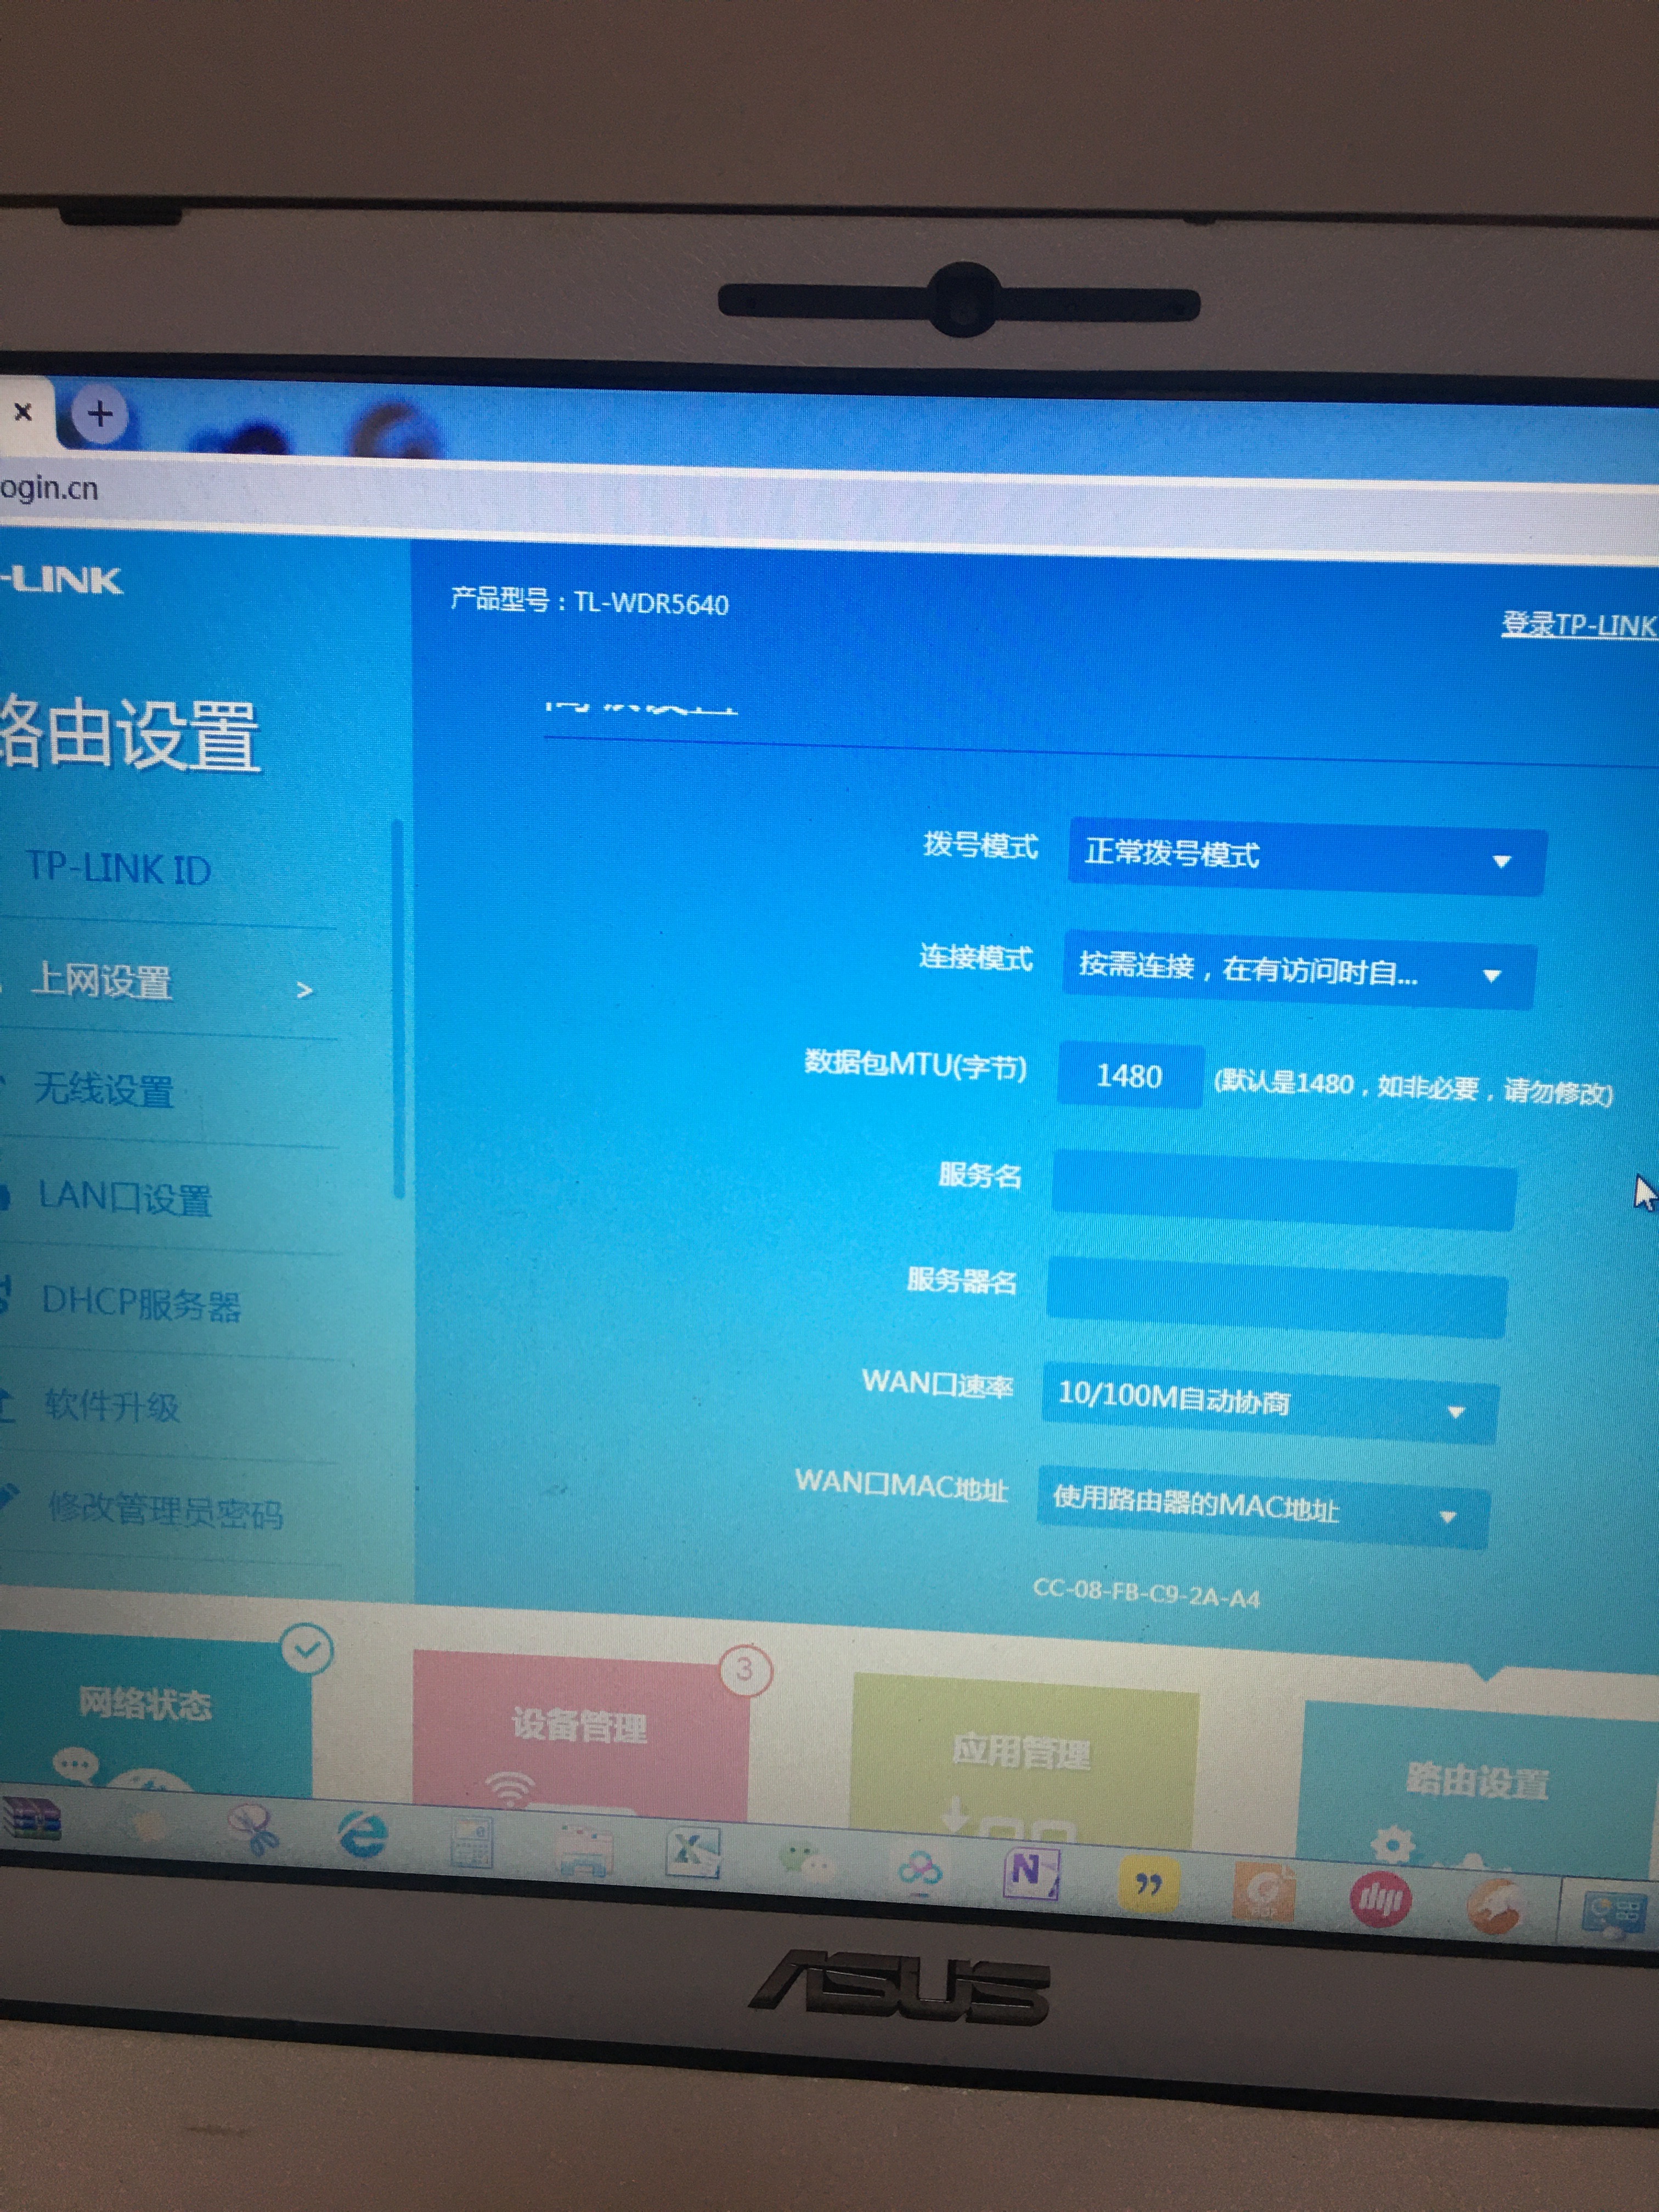 ogin.cn
-LINK
产品型号：TL-WDR5640
登录TP-LINK
路由设置
高级设置
TP-LINK ID
上网设置 >
无线设置
LAN口设置
DHCP服务器
软件升级
修改管理员密码
拨号模式 正常拨号模式
连接模式 按需连接，在有访问时自...
数据包MTU(字节) 1480 (默认是1480，如非必要，请勿修改)
服务名
服务器名
WAN口速率 10/100M自动协商
WAN口MAC地址 使用路由器的MAC地址
CC-08-FB-C9-2A-A4
网络状态
设备管理 3
应用管理
路由设置
ASUS